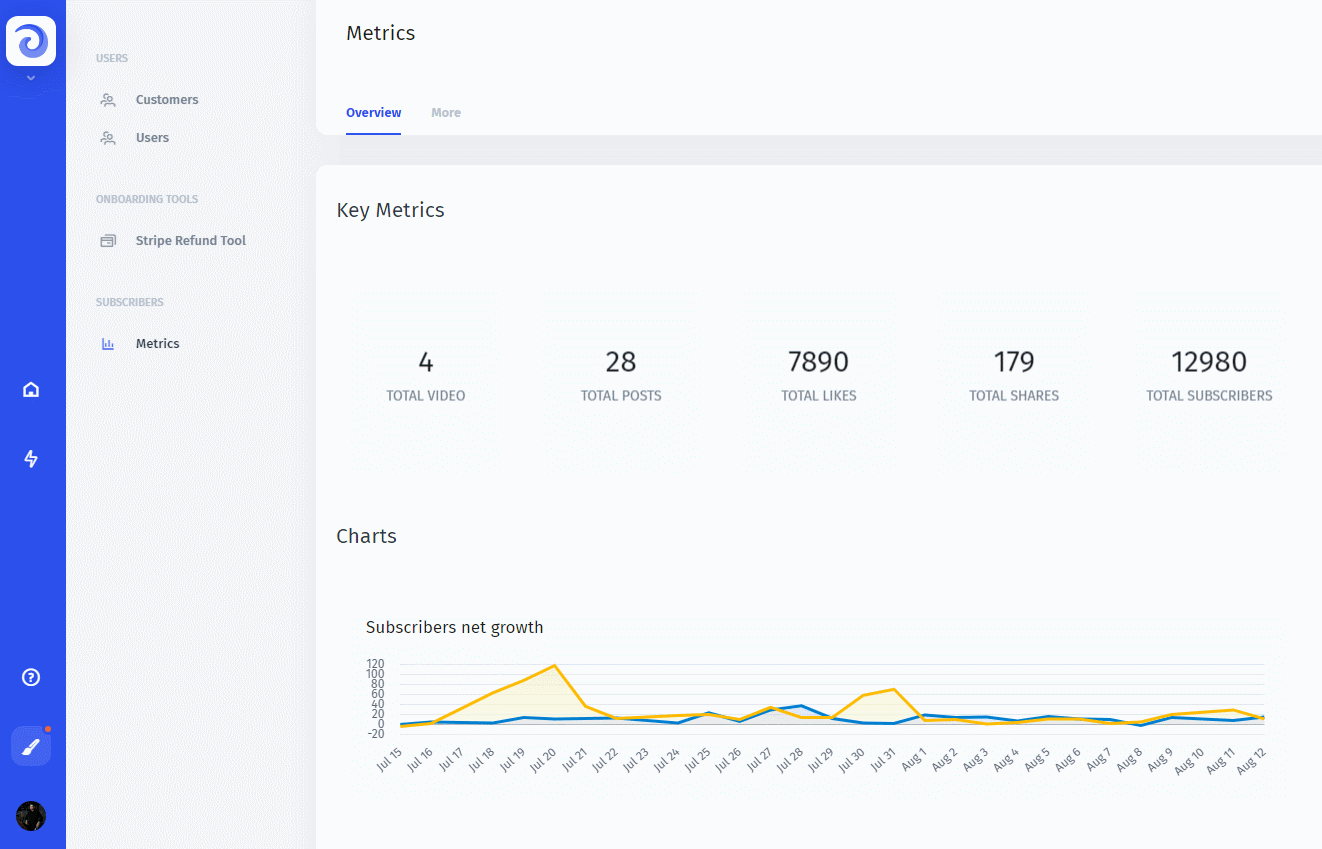 USERS
Customers
Users
ONBOARDING TOOLS
Stripe Refund Tool
SUBSCRIBERS
Metrics
Metrics
Overview
More
Key Metrics
4
TOTAL VIDEO
28
TOTAL POSTS
7890
TOTAL LIKES
179
TOTAL SHARES
12980
TOTAL SUBSCRIBERS
Charts
Subscribers net growth
120
100
80
60
40
20
0
-20
Jul 15
Jul 16
Jul 17
Jul 18
Jul 19
Jul 20
Jul 21
Jul 22
Jul 23
Jul 24
Jul 25
Jul 26
Jul 27
Jul 28
Jul 29
Jul 30
Jul 31
Aug 1
Aug 2
Aug 3
Aug 4
Aug 5
Aug 6
Aug 7
Aug 8
Aug 9
Aug 10
Aug 11
Aug 12